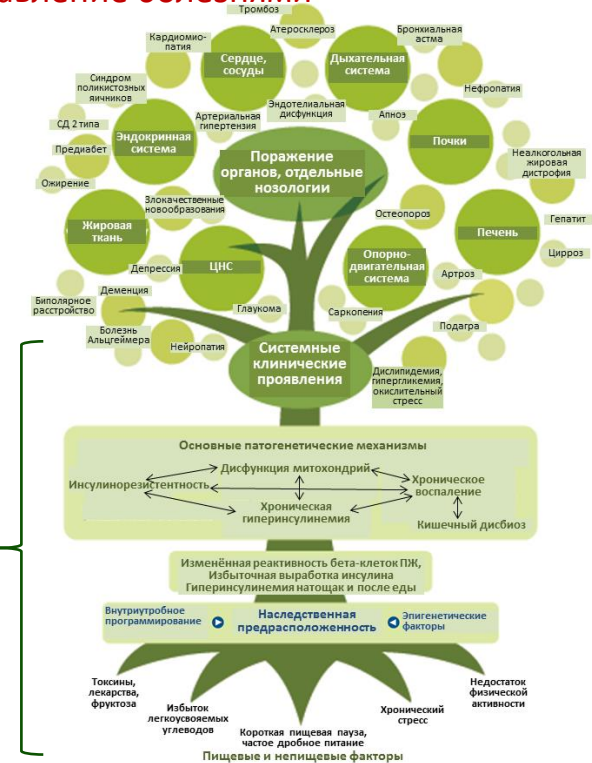 авление болезнями
Тромбоз
Кардиомио-
патия
Атеросклероз
Бронхиальная
астма
Сердце,
сосуды
Дыхательная
система
Синдром
поликистозных
яичников
Нефропатия
Эндотелиальная
дисфункция
Артериальная
гипертензия
Апноэ
СД 2 типа
Эндокринная
система
Почки
Предиабет
Поражение
органов, отдельные
нозологии
Неалкогольная
жировая
дистрофия
Ожирение
Злокачественные
новообразования
Остеопороз
Гепатит
Жировая
ткань
Печень
Цирроз
Депрессия
ЦНС
Опорно-
двигательная
система
Артроз
Биполярное
расстройство
Деменция
Глаукома
Саркопения
Подагра
Болезнь
Альцгеймера
Нейропатия
Системные
клинические
проявления
Дислипидемия,
гипергликемия,
окислительный
стресс
Основные патогенетические механизмы
Дисфункция митохондрий
Инсулинорезистентность
Хроническое
воспаление
Хроническая
гиперинсулинемия
Кишечный дисбиоз
Изменённая реактивность бета-клеток ПЖ,
Избыточная выработка инсулина
Гиперинсулинемия натощак и после еды
Внутриутробное
программирование
Наследственная
предрасположенность
Эпигенетические
факторы
Токсины,
лекарства,
фруктоза
Избыток
легкоусвояемых
углеводов
Короткая пищевая пауза,
частое дробное питание
Хронический
стресс
Недостаток
физической
активности
Пищевые и непищевые факторы